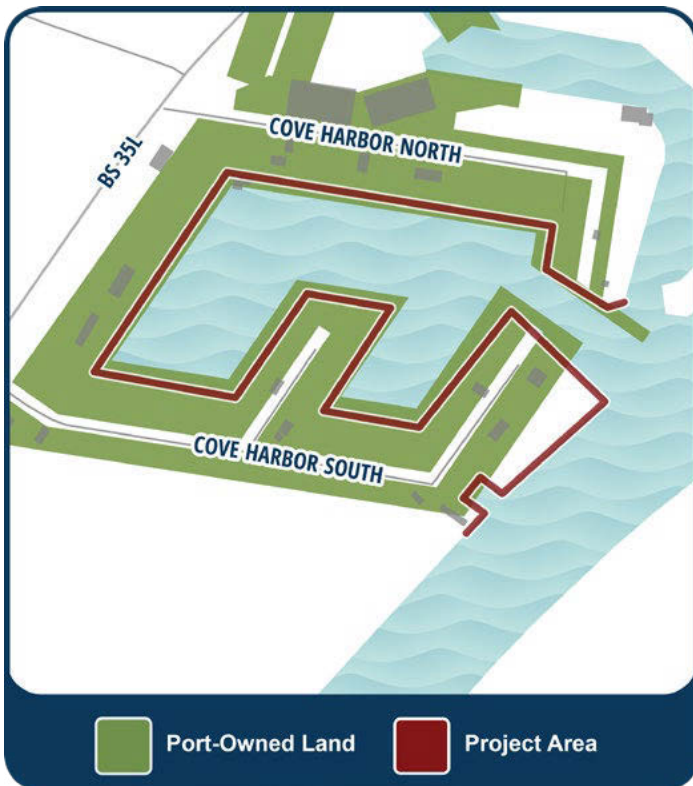 COVE HARBOR NORTH
BS 35L
COVE HARBOR SOUTH
Port-Owned Land
Project Area